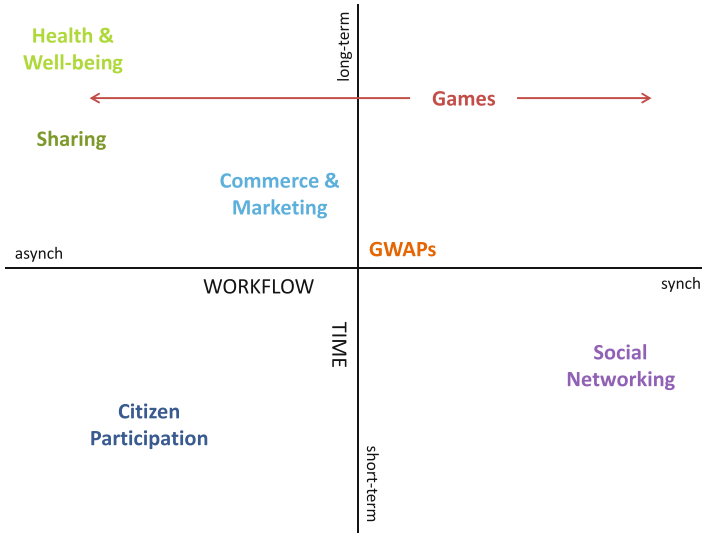 Health &
Well-being
long-term
Games
Sharing
Commerce &
Marketing
GWAPs
asynch
WORKFLOW
synch
TIME
Social
Networking
Citizen
Participation
short-term